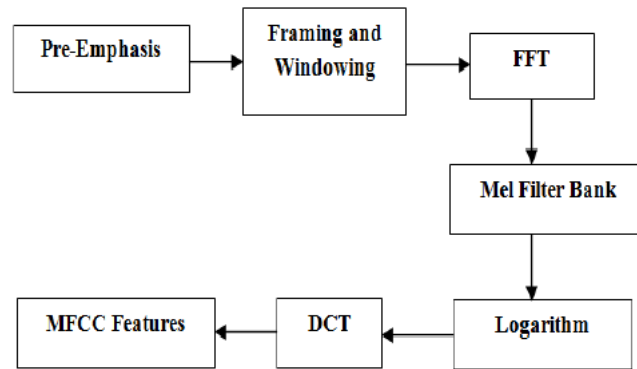 Pre-Emphasis
Framing and
Windowing
FFT
Mel Filter Bank
Logarithm
DCT
MFCC Features